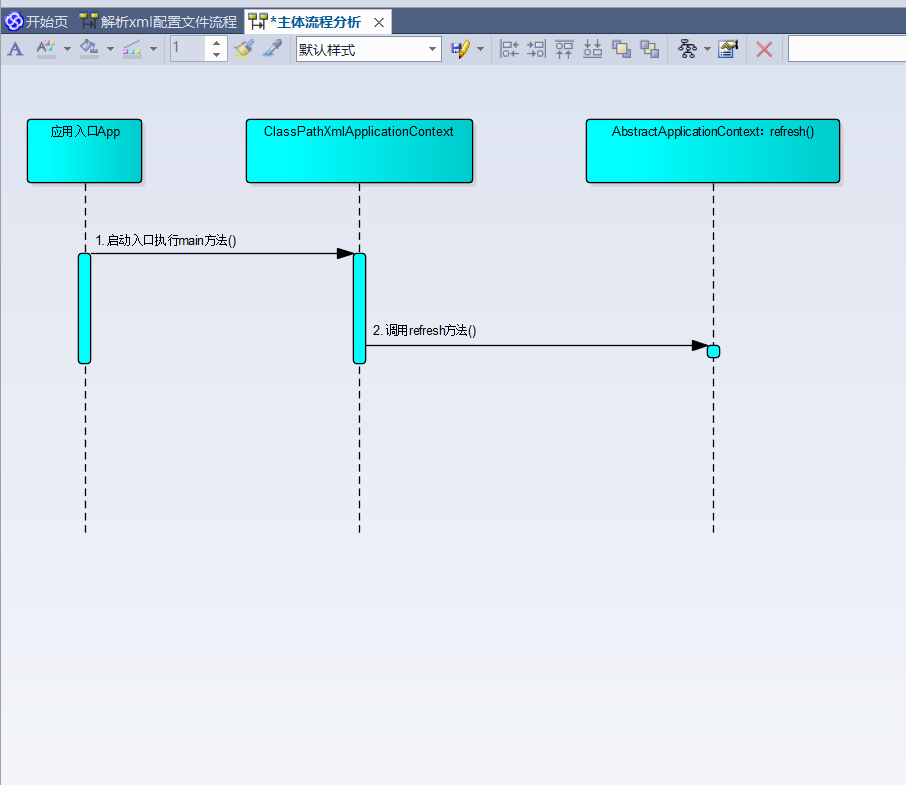 开始页 解析xml配置文件流程 *主体流程分析
1 默认样式
应用入口App ClassPathXmlApplicationContext AbstractApplicationContext：refresh()
1. 启动入口执行main方法()
2. 调用refresh方法()